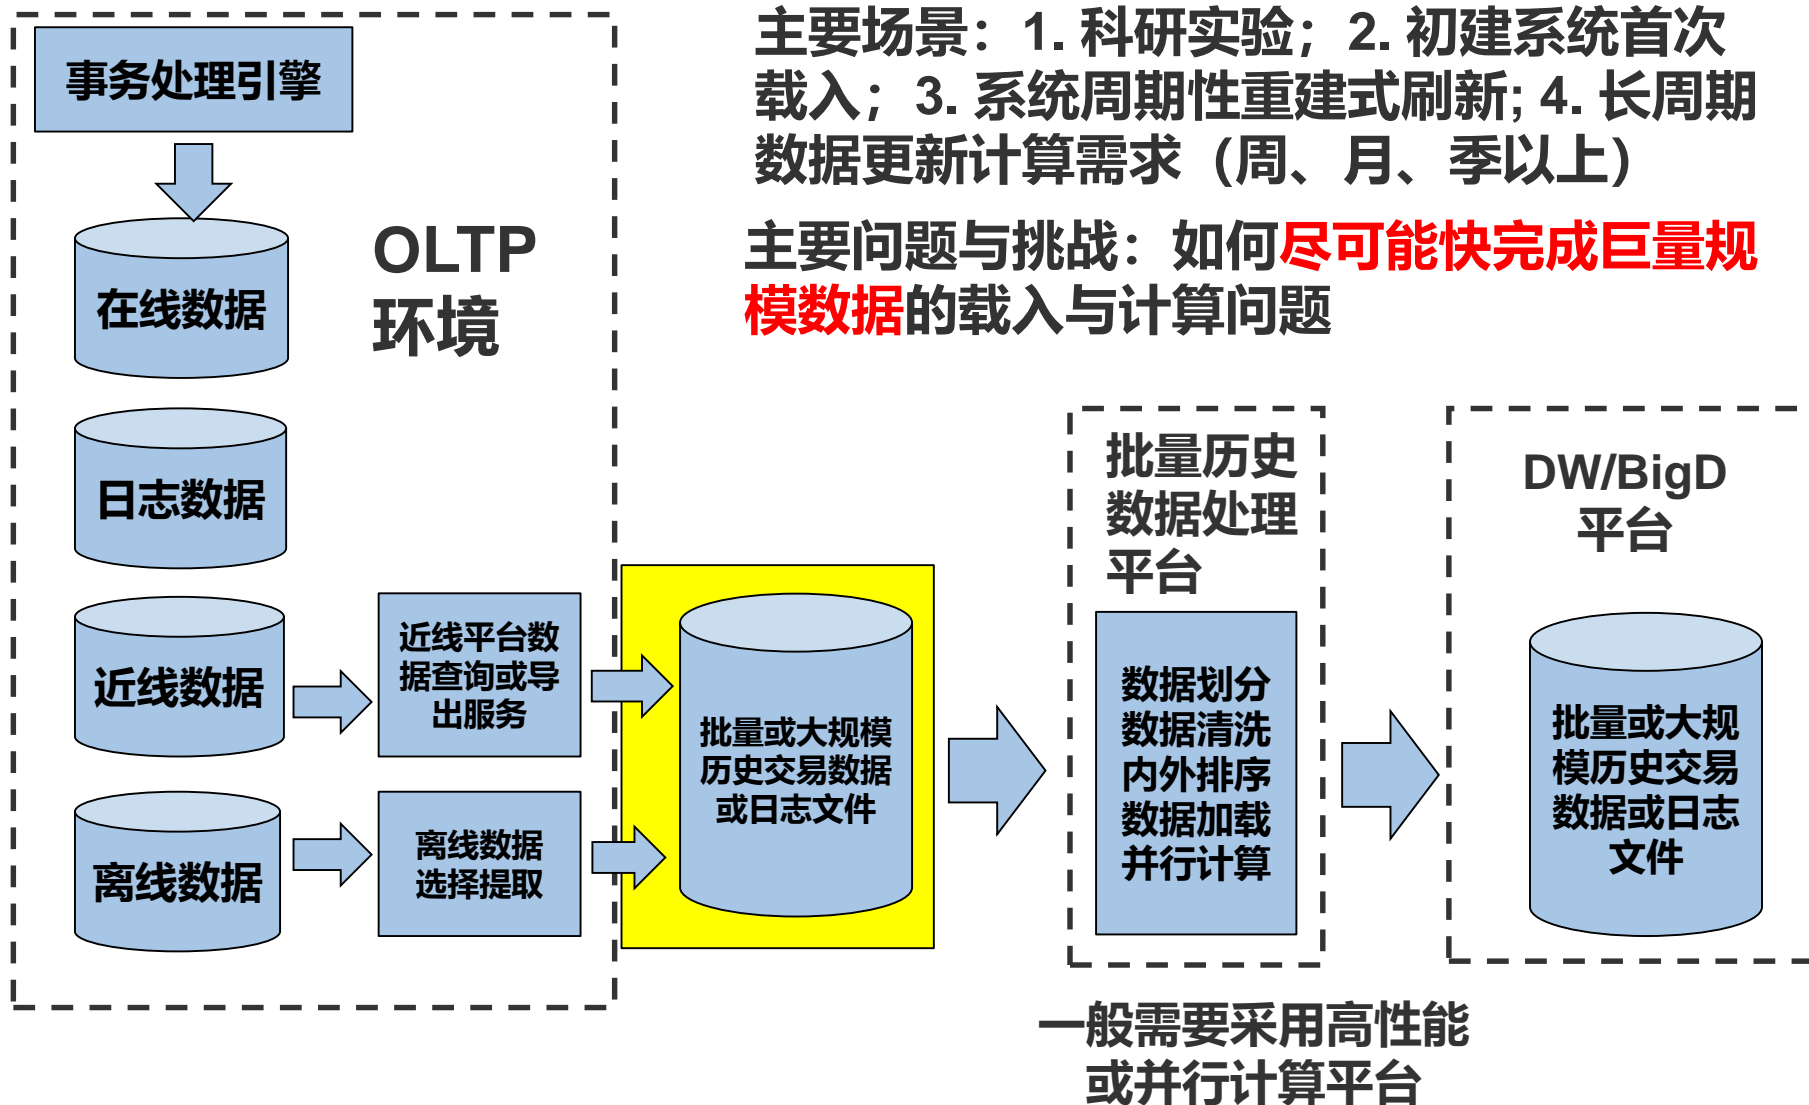 主要场景：1. 科研实验；2. 初建系统首次
载入；3. 系统周期性重建式刷新; 4. 长周期
数据更新计算需求（周、月、季以上）
主要问题与挑战：如何尽可能快完成巨量规
模数据的载入与计算问题
事务处理引擎
OLTP
环境
在线数据
日志数据
近线数据
近线平台数
据查询或导
出服务
离线数据
离线数据
选择提取
批量或大规模
历史交易数据
或日志文件
批量历史
数据处理
平台
数据划分
数据清洗
内外排序
数据加载
并行计算
DW/BigD
平台
批量或大规
模历史交易
数据或日志
文件
一般需要采用高性能
或并行计算平台